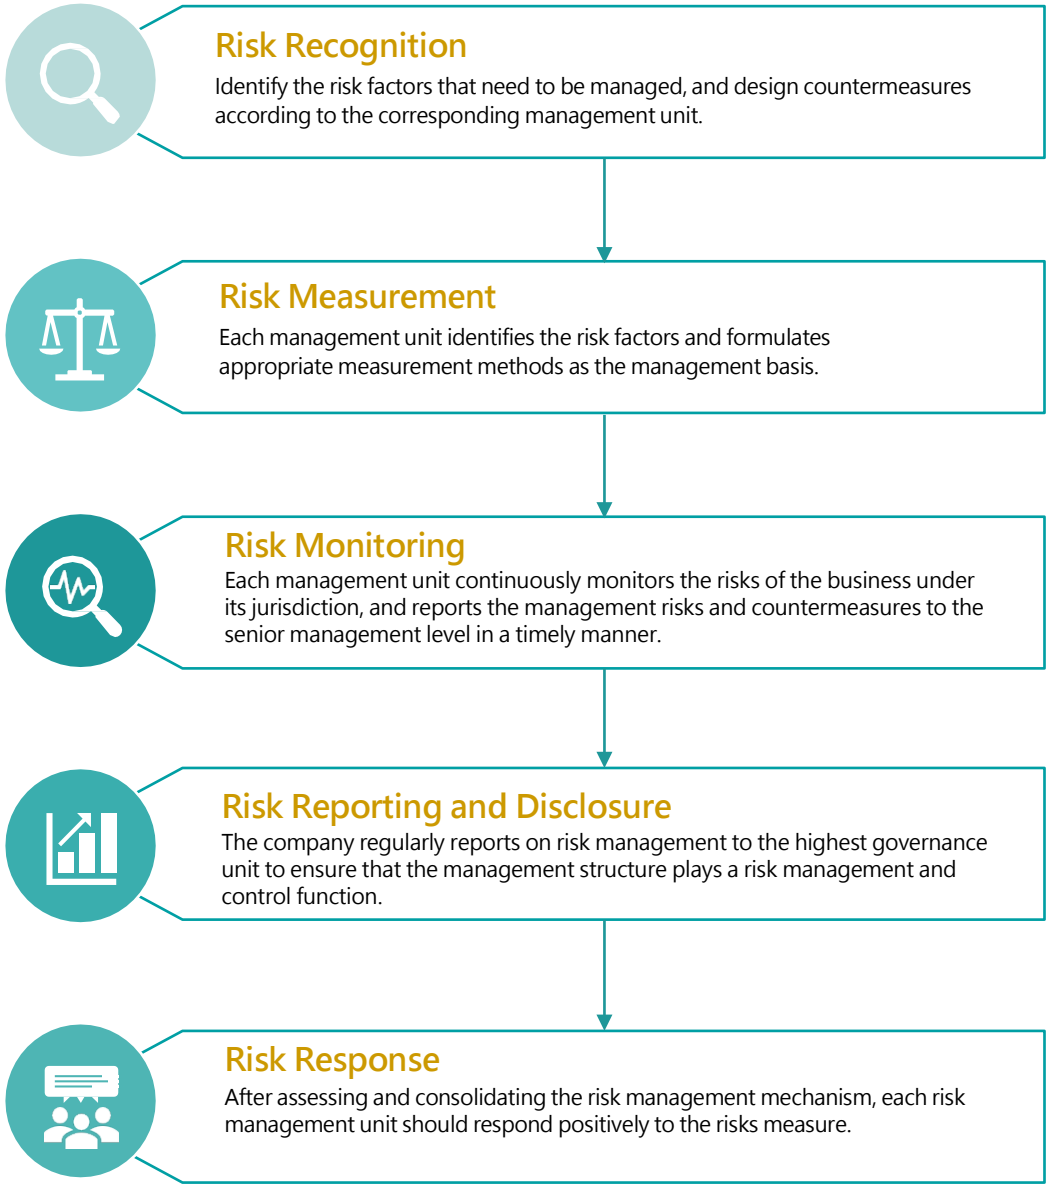 Risk Recognition
Identify the risk factors that need to be managed, and design countermeasures
according to the corresponding management unit.
Risk Measurement
Each management unit identifies the risk factors and formulates
appropriate measurement methods as the management basis.
Risk Monitoring
Each management unit continuously monitors the risks of the business under
its jurisdiction, and reports the management risks and countermeasures to the
senior management level in a timely manner.
Risk Reporting and Disclosure
The company regularly reports on risk management to the highest governance
unit to ensure that the management structure plays a risk management and
control function.
Risk Response
After assessing and consolidating the risk management mechanism, each risk
management unit should respond positively to the risks measure.